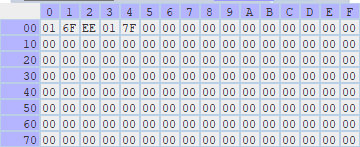 0 1 2 3 4 5 6 7 8 9 A B C D E F
00 01 6F EE 01 7F 00 00 00 00 00 00 00 00 00 00 00
10 00 00 00 00 00 00 00 00 00 00 00 00 00 00 00 00
20 00 00 00 00 00 00 00 00 00 00 00 00 00 00 00 00
30 00 00 00 00 00 00 00 00 00 00 00 00 00 00 00 00
40 00 00 00 00 00 00 00 00 00 00 00 00 00 00 00 00
50 00 00 00 00 00 00 00 00 00 00 00 00 00 00 00 00
60 00 00 00 00 00 00 00 00 00 00 00 00 00 00 00 00
70 00 00 00 00 00 00 00 00 00 00 00 00 00 00 00 00